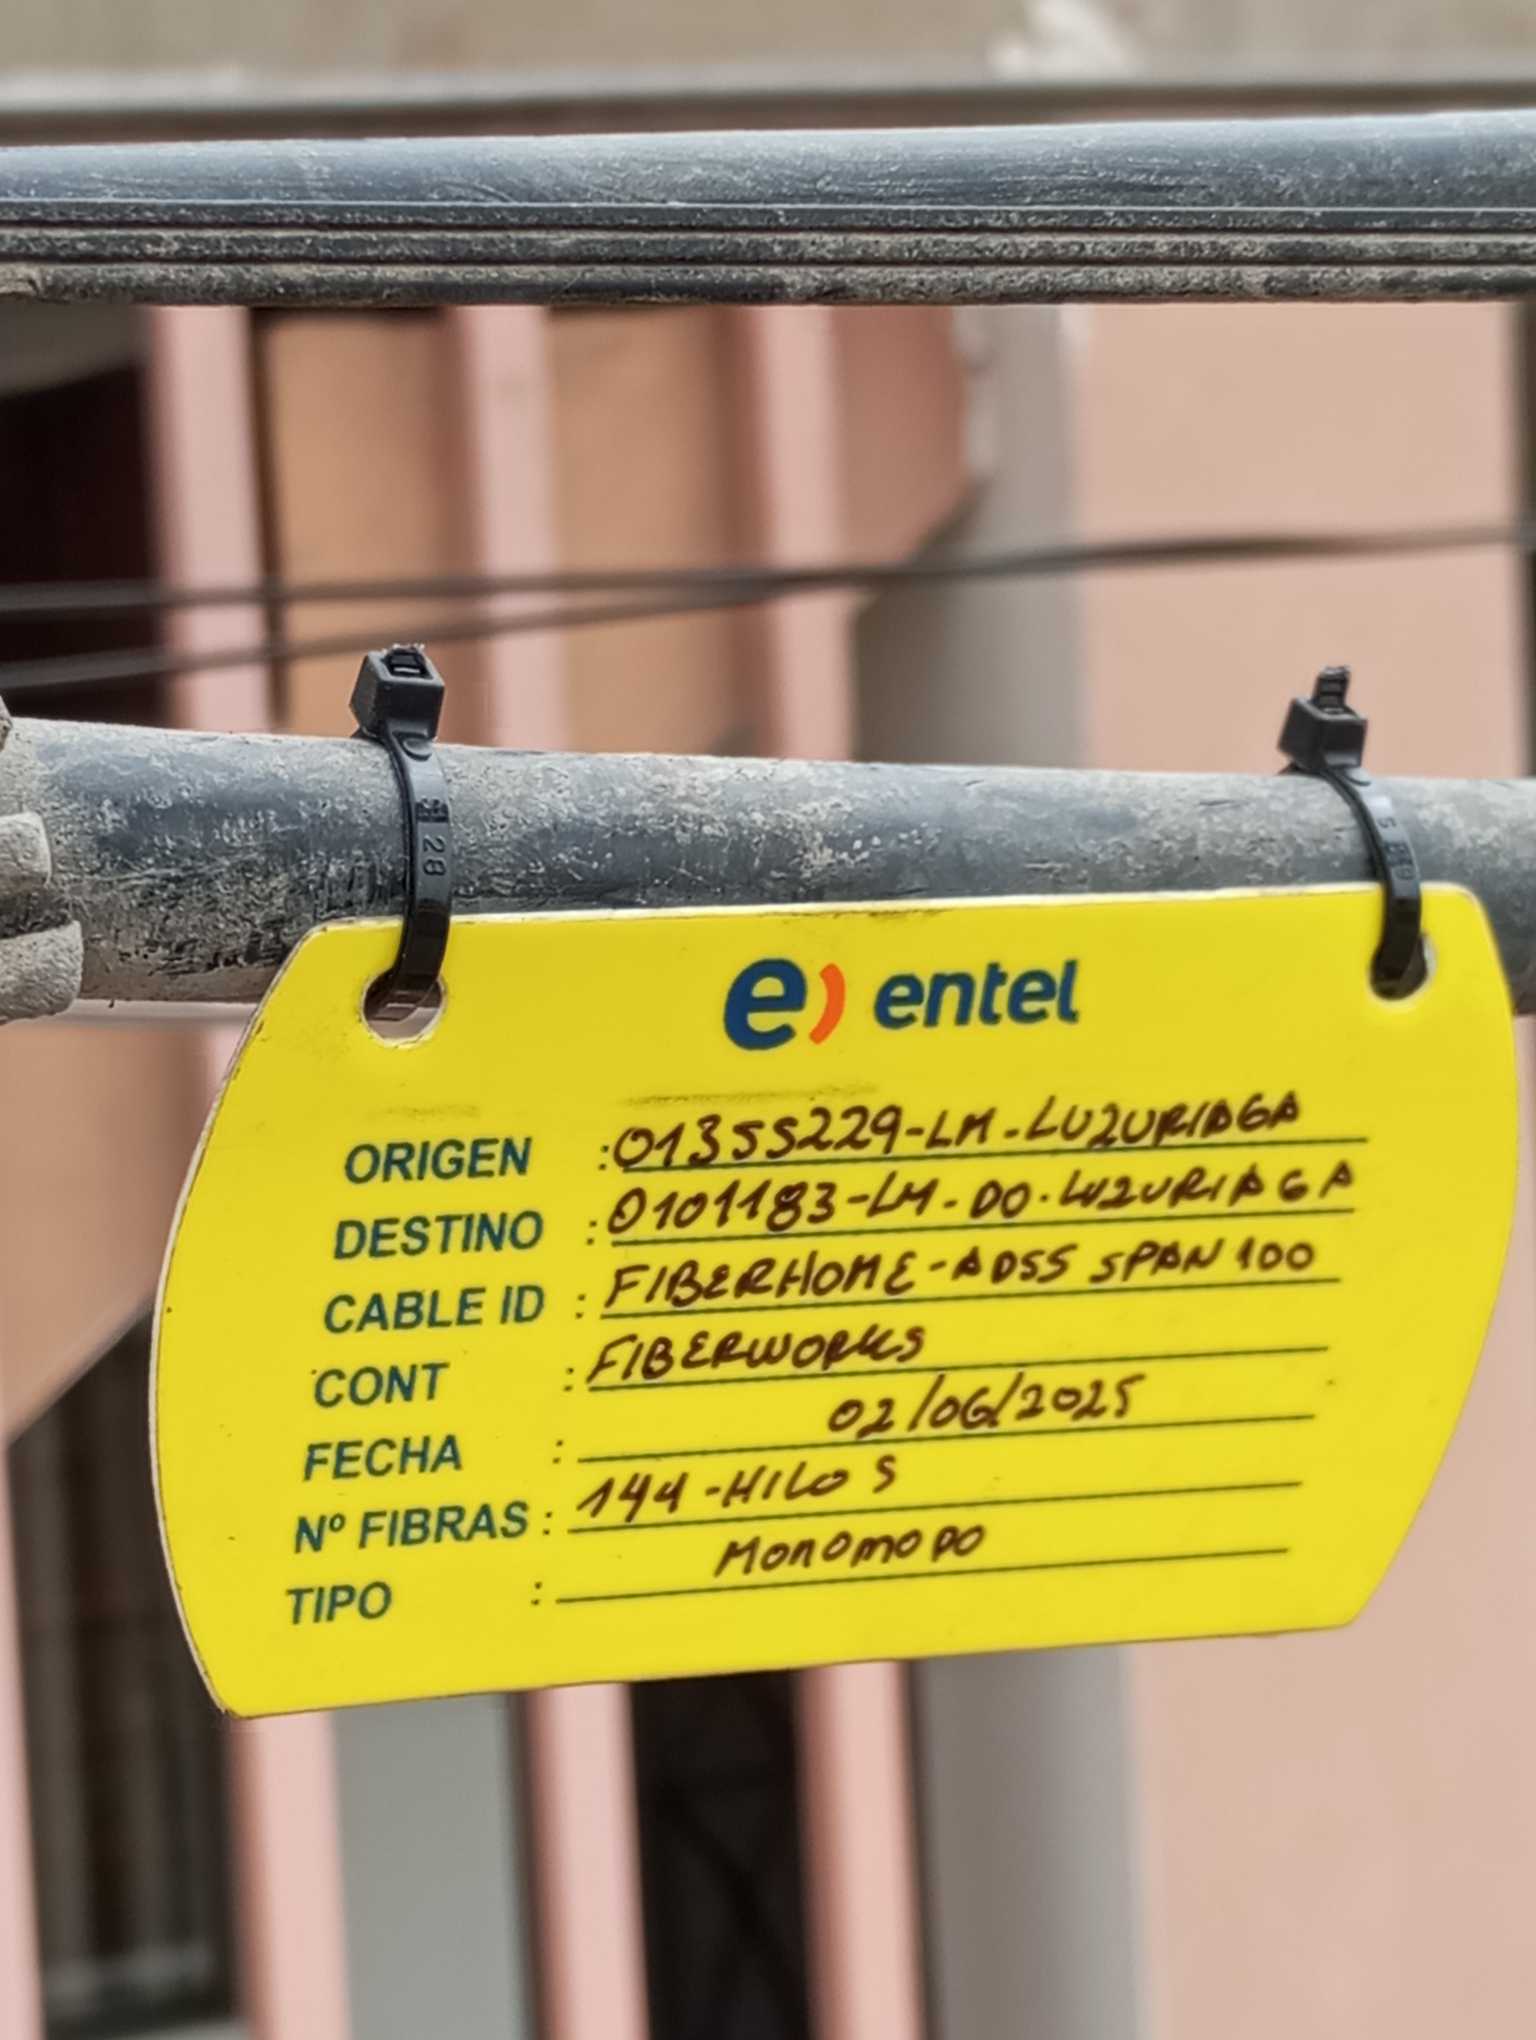 e) entel
ORIGEN : 01355229-LM-LUZURIAGA
DESTINO : 0101183-LM-DO-LUZURIAGA
CABLE ID : FIBERHOME-ADSS SPAN 100
CONT : FIBERWORKS
FECHA : 02/06/2025
Nº FIBRAS : 144-HILOS
TIPO : MONOMODO